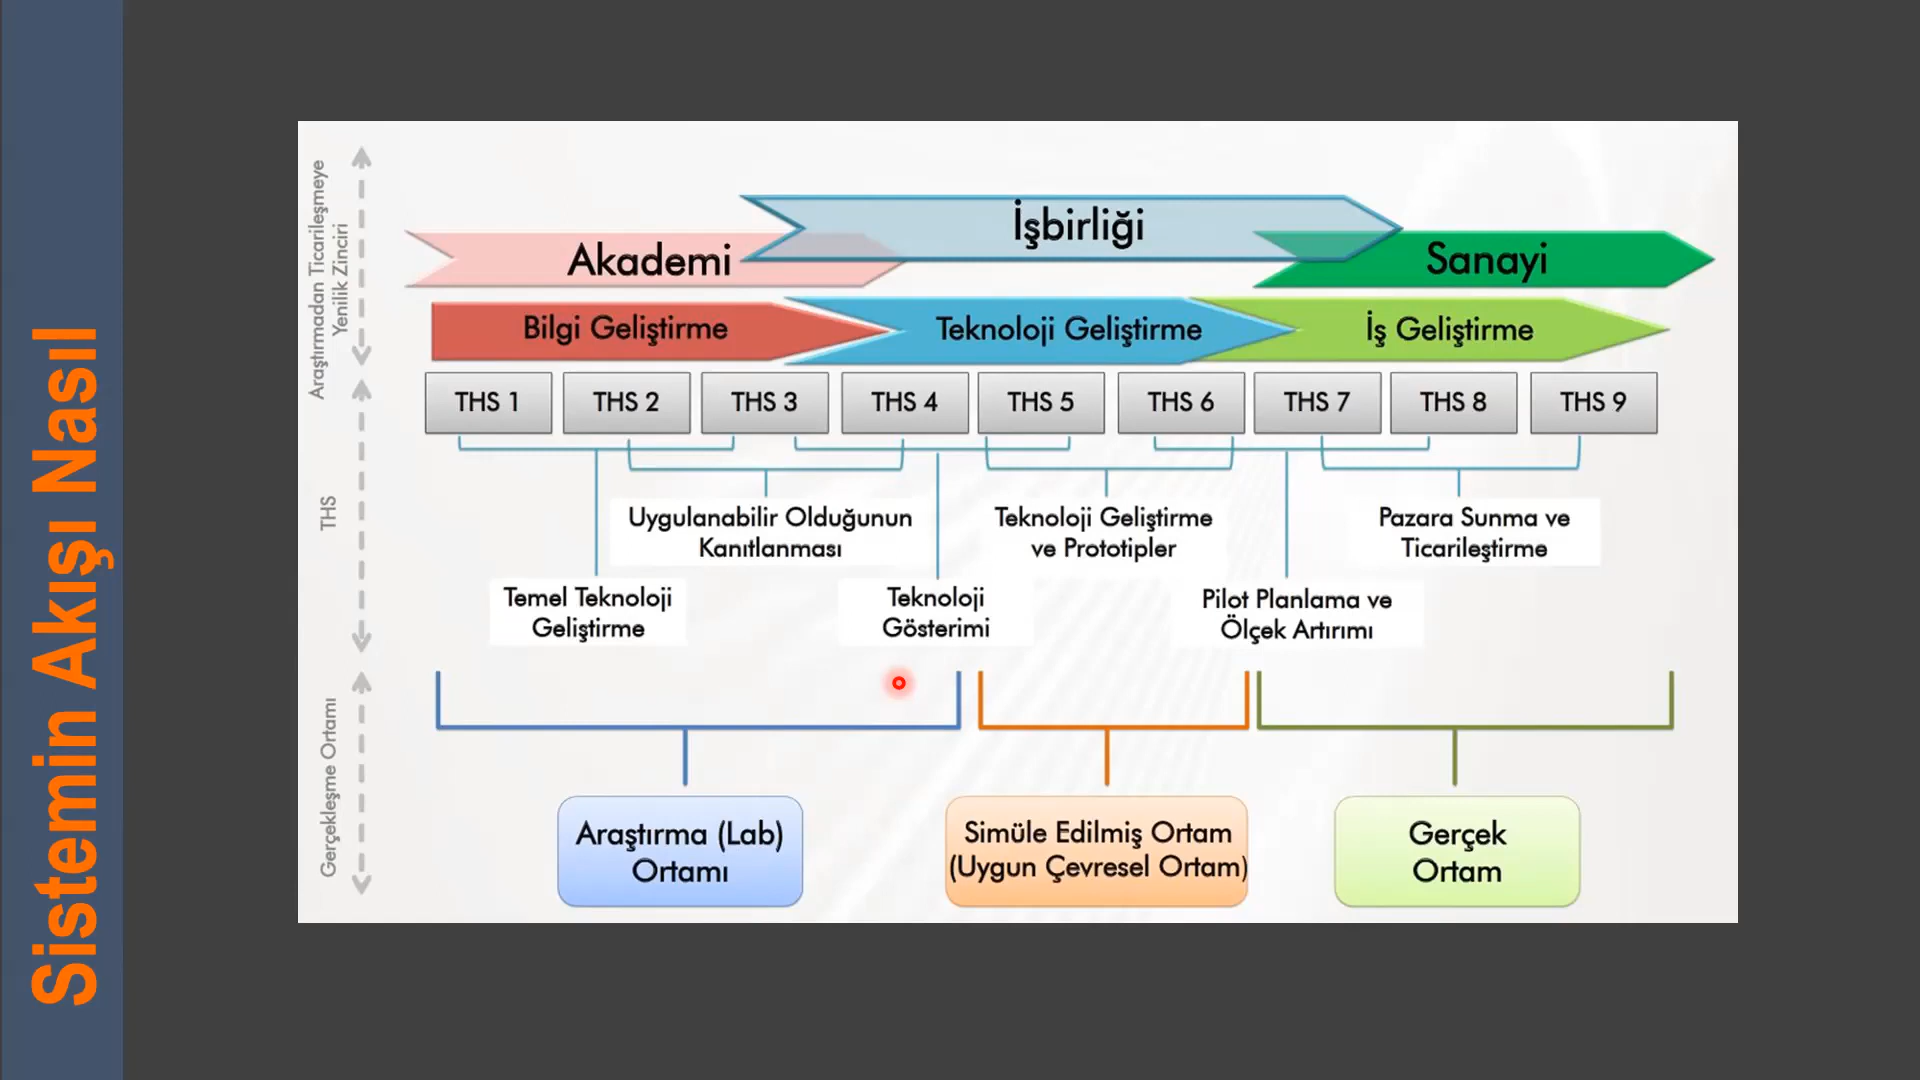 Sistemin Akışı Nasıl
Araştırmadan Ticarileşmeye
Yenilik Zinciri
İşbirliği
Akademi
Sanayi
Bilgi Geliştirme
Teknoloji Geliştirme
İş Geliştirme
THS 1
THS 2
THS 3
THS 4
THS 5
THS 6
THS 7
THS 8
THS 9
THS
Uygulanabilir Olduğunun
Kanıtlanması
Teknoloji Geliştirme
ve Prototipler
Pazara Sunma ve
Ticarileştirme
Temel Teknoloji
Geliştirme
Teknoloji
Gösterimi
Pilot Planlama ve
Ölçek Artırımı
Gerçekleşme Ortamı
Araştırma (Lab)
Ortamı
Simüle Edilmiş Ortam
(Uygun Çevresel Ortam)
Gerçek
Ortam